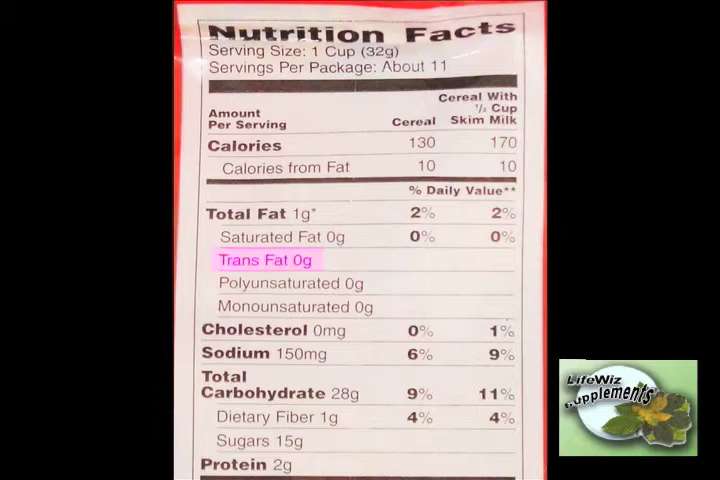 Nutrition Facts
Serving Size: 1 Cup (32g)
Servings Per Package: About 11
Amount Per Serving Cereal Cereal With ½ Cup Skim Milk
Calories 130 170
Calories from Fat 10 10
% Daily Value**
Total Fat 1g* 2% 2%
Saturated Fat 0g 0% 0%
Trans Fat 0g
Polyunsaturated 0g
Monounsaturated 0g
Cholesterol 0mg 0% 1%
Sodium 150mg 6% 9%
Total
Carbohydrate 28g 9% 11%
Dietary Fiber 1g 4% 4%
Sugars 15g
Protein 2g
LifeWiz
Supplements